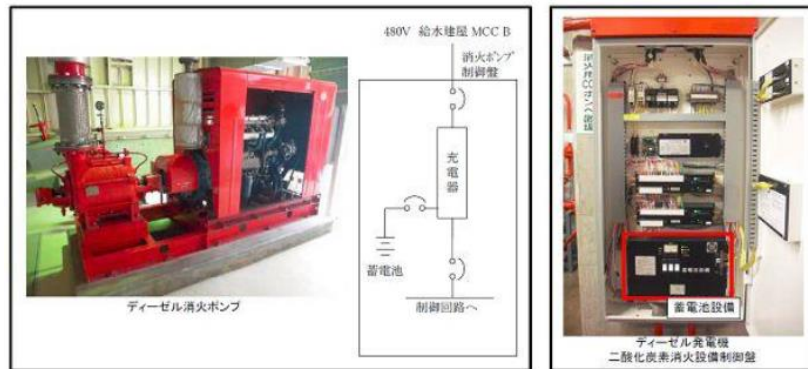 480V 給水建屋 MCC B
消火ポンプ
制御盤
充電器
蓄電池
制御回路へ
ディーゼル消火ポンプ
蓄電池設備
ディーゼル発電機
二酸化炭素消火設備制御盤